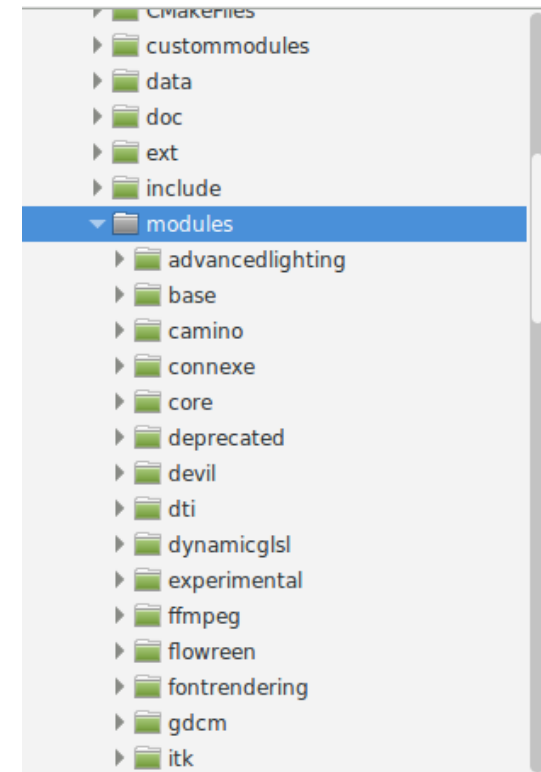 CMakeFiles
custommodules
data
doc
ext
include
modules
advancedlighting
base
camino
connexe
core
deprecated
devil
dti
dynamicglsl
experimental
ffmpeg
flowreen
fontrendering
gdcm
itk